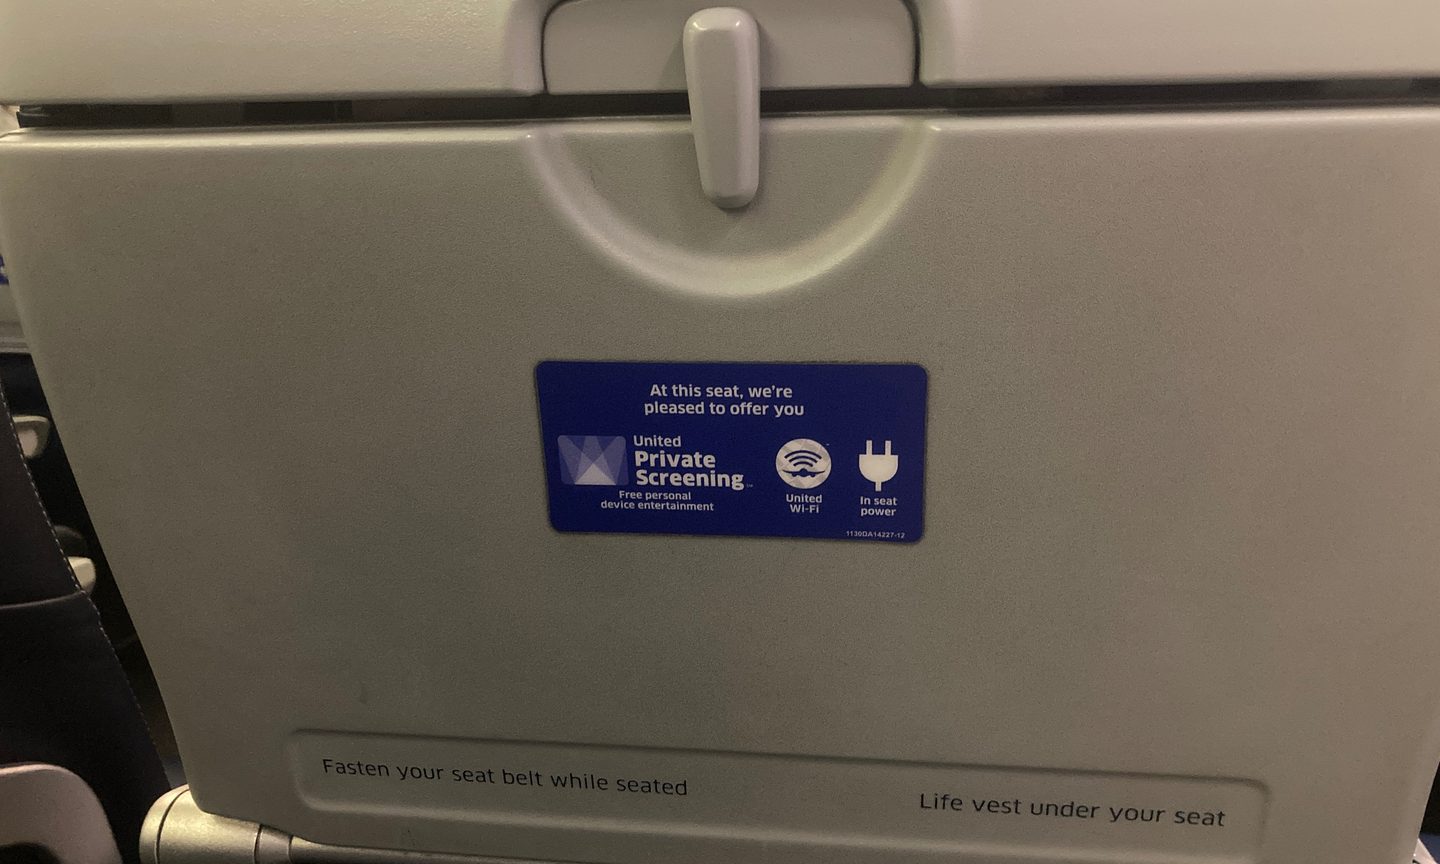 At this seat, we're
pleased to offer you
United
Private
Screening
Free personal
device entertainment
United
Wi-Fi
In seat
power
1130DA14227-12
Fasten your seat belt while seated
Life vest under your seat